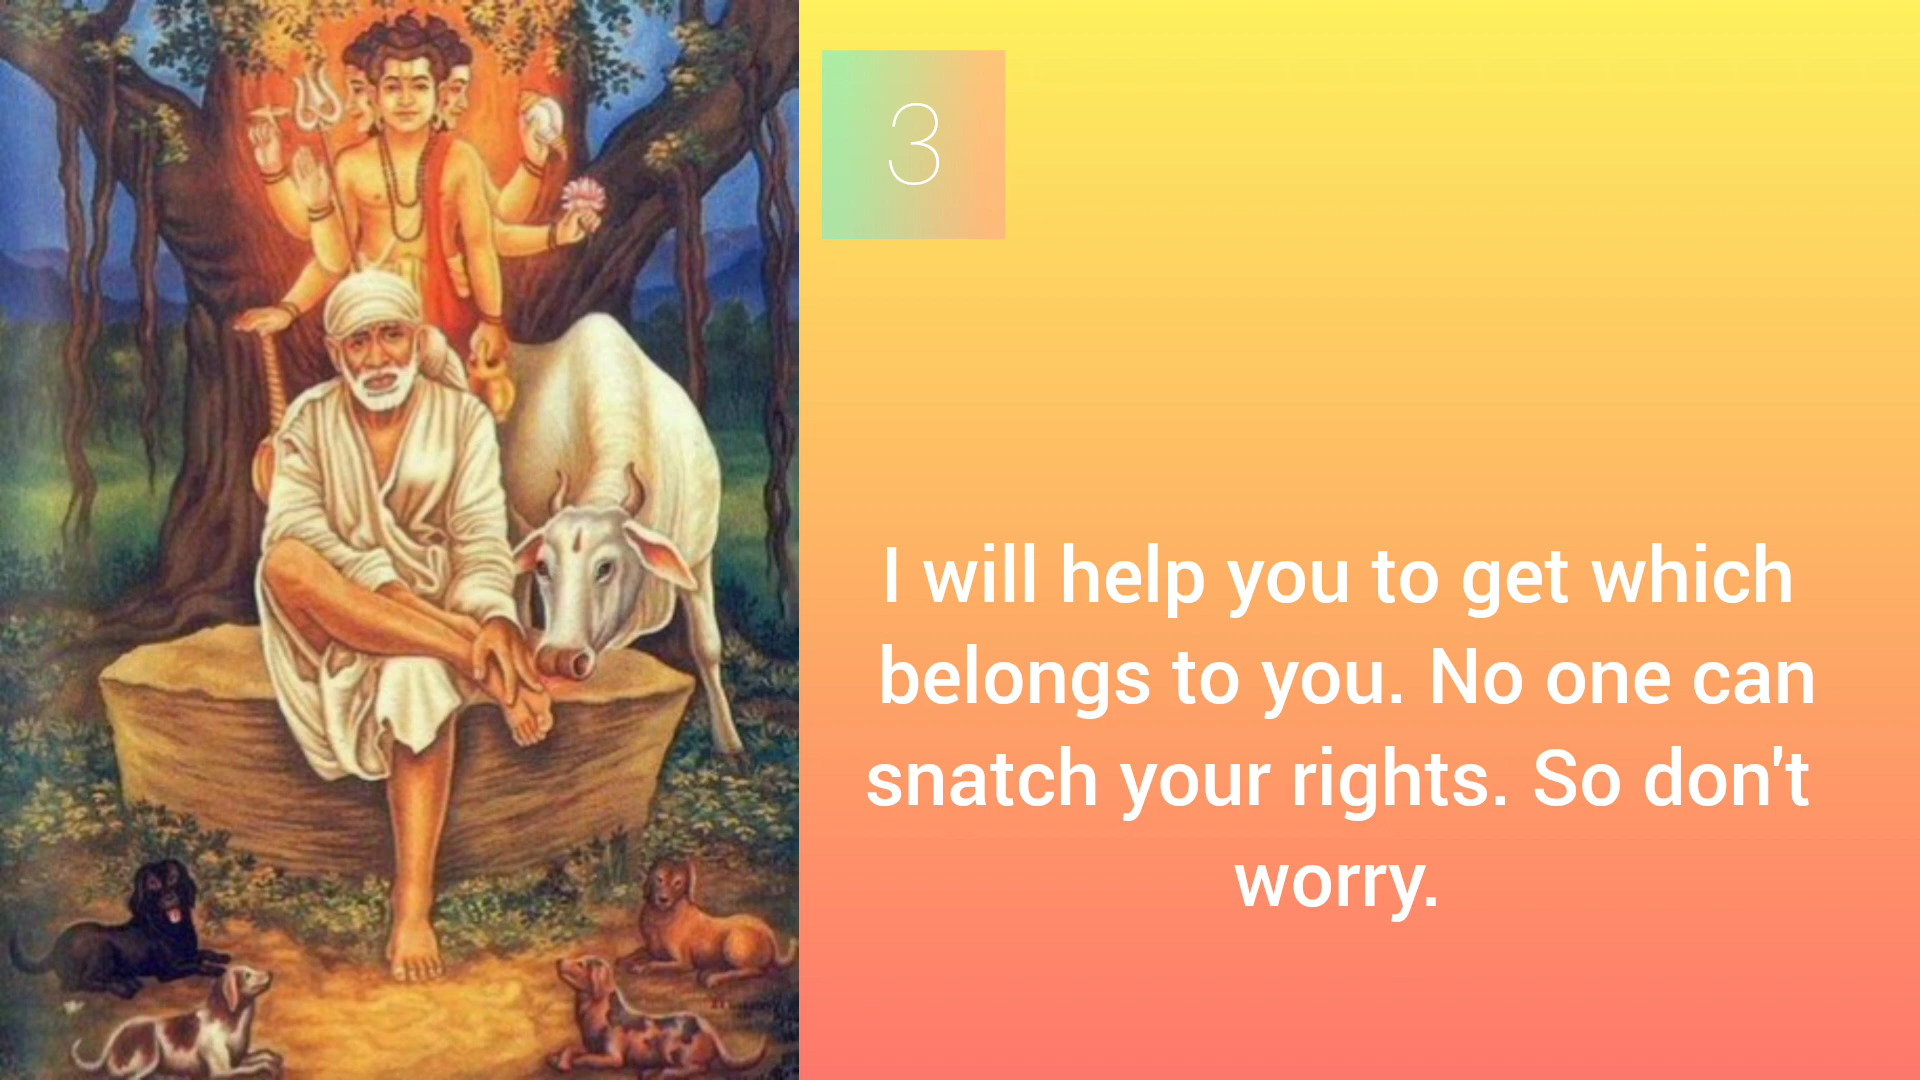 3
I will help you to get which
belongs to you. No one can
snatch your rights. So don't
worry.